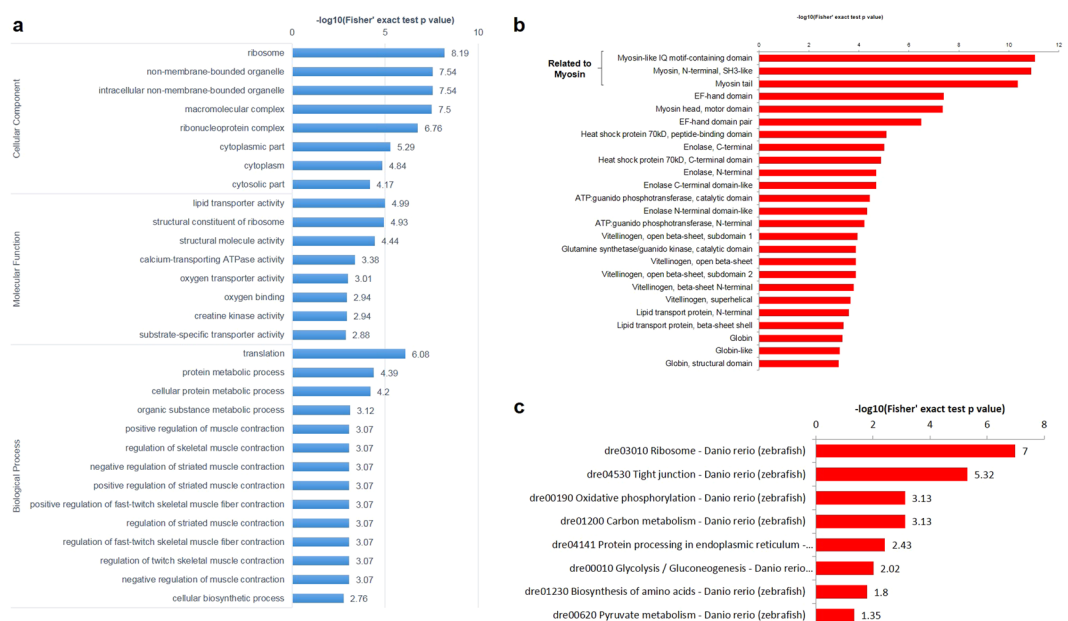 a
-log10(Fisher' exact test p value)
0 5 10
Cellular Component
ribosome 8.19
non-membrane-bounded organelle 7.54
intracellular non-membrane-bounded organelle 7.54
macromolecular complex 7.5
ribonucleoprotein complex 6.76
cytoplasmic part 5.29
cytoplasm 4.84
cytosolic part 4.17
Molecular Function
lipid transporter activity 4.99
structural constituent of ribosome 4.93
structural molecule activity 4.44
calcium-transporting ATPase activity 3.38
oxygen transporter activity 3.01
oxygen binding 2.94
creatine kinase activity 2.94
substrate-specific transporter activity 2.88
Biological Process
translation 6.08
protein metabolic process 4.39
cellular protein metabolic process 4.2
organic substance metabolic process 3.12
positive regulation of muscle contraction 3.07
regulation of skeletal muscle contraction 3.07
negative regulation of striated muscle contraction 3.07
positive regulation of striated muscle contraction 3.07
positive regulation of fast-twitch skeletal muscle fiber contraction 3.07
regulation of striated muscle contraction 3.07
regulation of fast-twitch skeletal muscle fiber contraction 3.07
regulation of twitch skeletal muscle contraction 3.07
negative regulation of muscle contraction 3.07
cellular biosynthetic process 2.76
b
-log10(Fisher' exact test p value)
0 2 4 6 8 10 12
Related to
Myosin
Myosin-like IQ motif-containing domain
Myosin, N-terminal, SH3-like
Myosin tail
EF-hand domain
Myosin head, motor domain
EF-hand domain pair
Heat shock protein 70kD, peptide-binding domain
Enolase, C-terminal
Heat shock protein 70kD, C-terminal domain
Enolase, N-terminal
Enolase C-terminal domain-like
ATP:guanido phosphotransferase, catalytic domain
Enolase N-terminal domain-like
ATP:guanido phosphotransferase, N-terminal
Vitellinogen, open beta-sheet, subdomain 1
Glutamine synthetase/guanido kinase, catalytic domain
Vitellinogen, open beta-sheet
Vitellinogen, open beta-sheet, subdomain 2
Vitellinogen, beta-sheet N-terminal
Vitellinogen, superhelical
Lipid transport protein, N-terminal
Lipid transport protein, beta-sheet shell
Globin
Globin-like
Globin, structural domain
c
-log10(Fisher' exact test p value)
0 2 4 6 8
dre03010 Ribosome - Danio rerio (zebrafish) 7
dre04530 Tight junction - Danio rerio (zebrafish) 5.32
dre00190 Oxidative phosphorylation - Danio rerio (zebrafish) 3.13
dre01200 Carbon metabolism - Danio rerio (zebrafish) 3.13
dre04141 Protein processing in endoplasmic reticulum -... 2.43
dre00010 Glycolysis / Gluconeogenesis - Danio rerio... 2.02
dre01230 Biosynthesis of amino acids - Danio rerio (zebrafish) 1.8
dre00620 Pyruvate metabolism - Danio rerio (zebrafish) 1.35